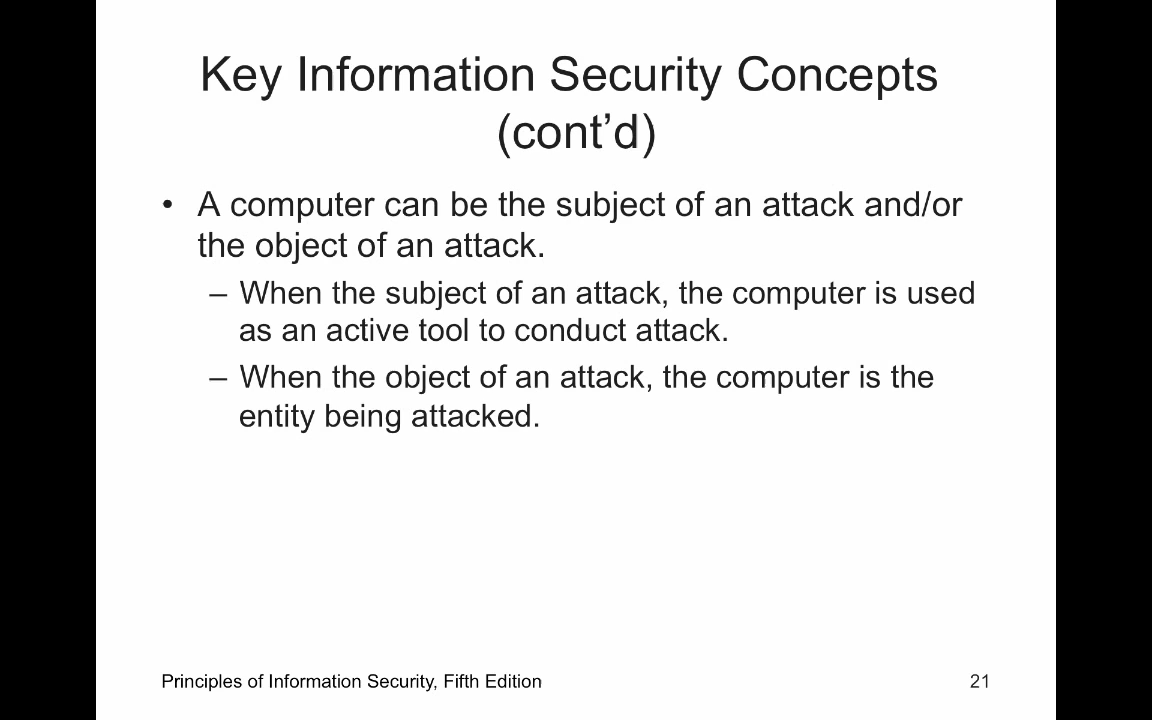 Key Information Security Concepts
(cont’d)
• A computer can be the subject of an attack and/or
the object of an attack.
– When the subject of an attack, the computer is used
as an active tool to conduct attack.
– When the object of an attack, the computer is the
entity being attacked.
Principles of Information Security, Fifth Edition
21